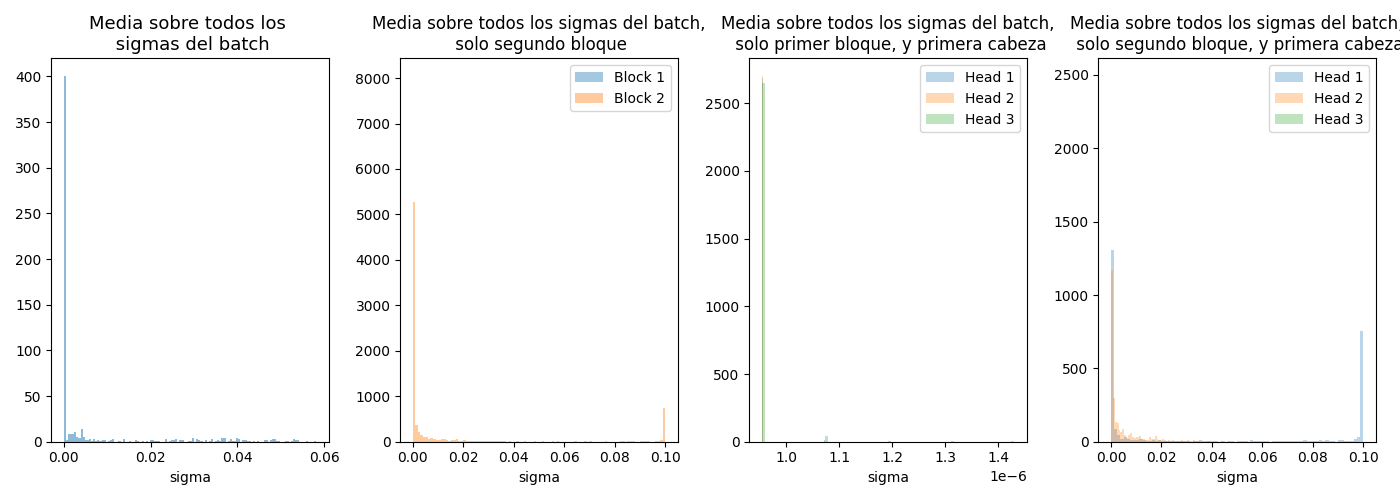 Media sobre todos los
sigmas del batch
400
350
300
250
200
150
100
50
0
0.00 0.02 0.04 0.06
sigma
Media sobre todos los sigmas del batch,
solo segundo bloque
Block 1
Block 2
8000
7000
6000
5000
4000
3000
2000
1000
0
0.00 0.02 0.04 0.06 0.08 0.10
sigma
Media sobre todos los sigmas del batch,
solo primer bloque, y primera cabeza
Head 1
Head 2
Head 3
2500
2000
1500
1000
500
0
1.0 1.1 1.2 1.3 1.4
1e−6
sigma
Media sobre todos los sigmas del batch,
solo segundo bloque, y primera cabeza
Head 1
Head 2
Head 3
2500
2000
1500
1000
500
0
0.00 0.02 0.04 0.06 0.08 0.10
sigma